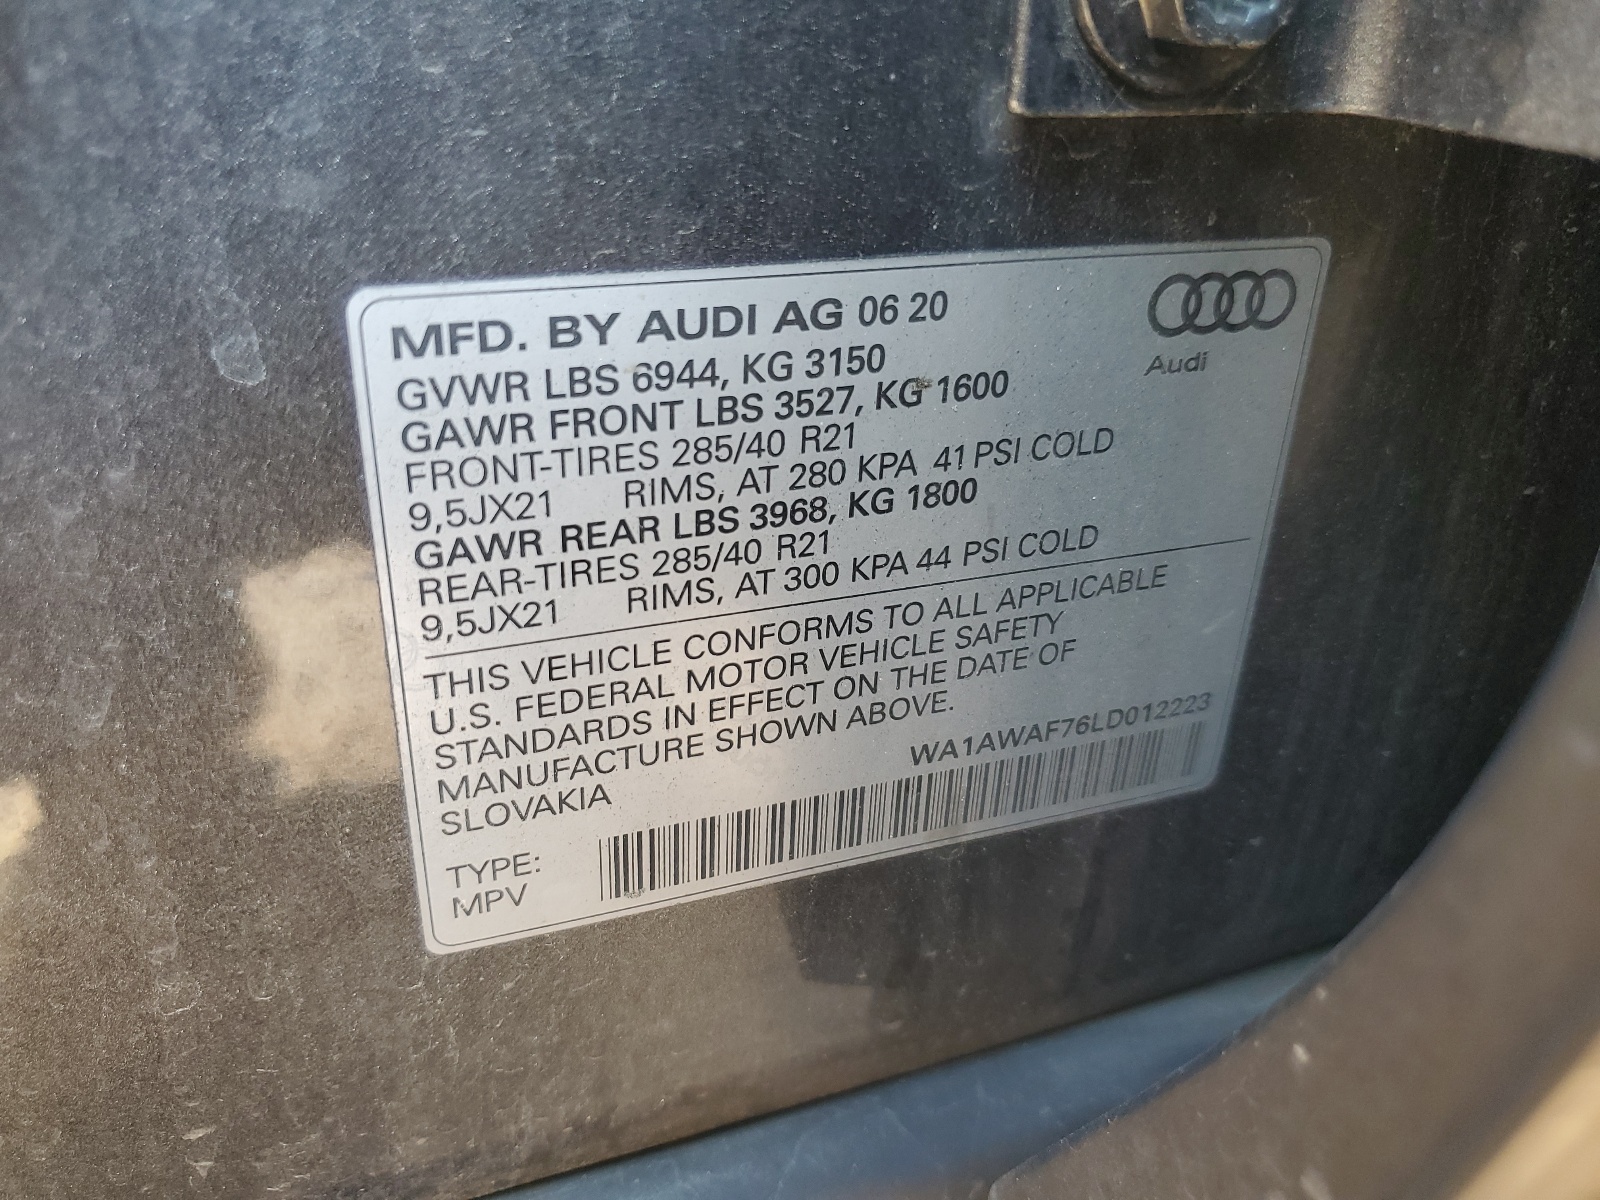 MFD. BY AUDI AG 06 20
Audi
GVWR LBS 6944, KG 3150
GAWR FRONT LBS 3527, KG 1600
FRONT-TIRES 285/40 R21
9,5JX21 RIMS, AT 280 KPA 41 PSI COLD
GAWR REAR LBS 3968, KG 1800
REAR-TIRES 285/40 R21
9,5JX21 RIMS, AT 300 KPA 44 PSI COLD
THIS VEHICLE CONFORMS TO ALL APPLICABLE
U.S. FEDERAL MOTOR VEHICLE SAFETY
STANDARDS IN EFFECT ON THE DATE OF
MANUFACTURE SHOWN ABOVE.
SLOVAKIA
WA1AWAF76LD012223
TYPE:
MPV